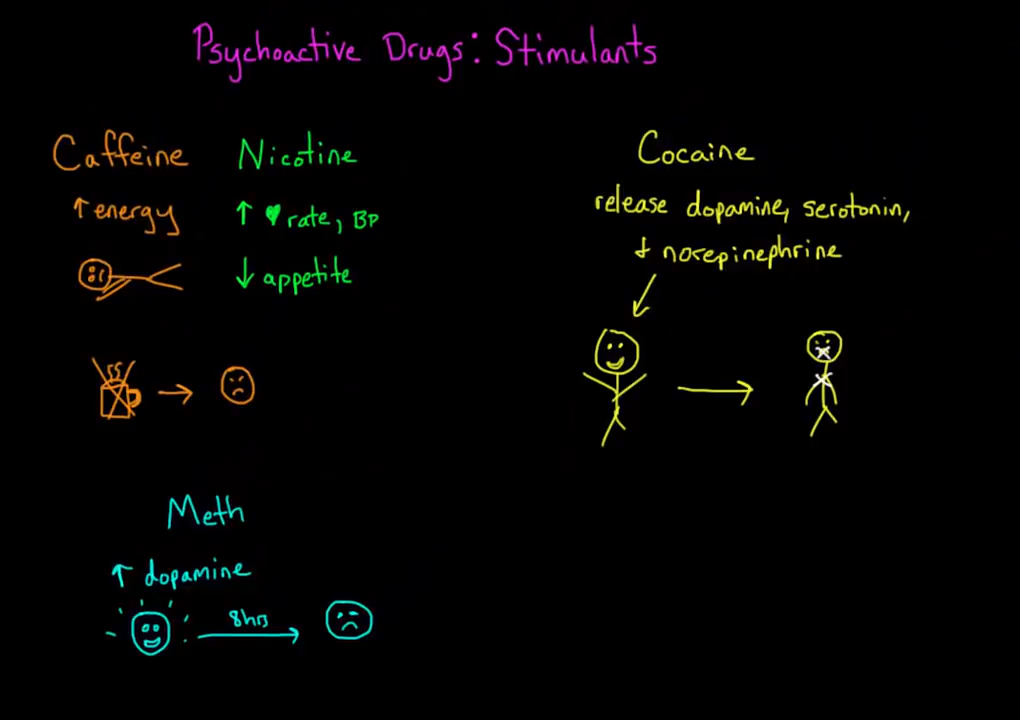 Psychoactive Drugs: Stimulants
Caffeine
↑ energy
Nicotine
↑ ♥ rate, BP
↓ appetite
Cocaine
release dopamine, serotonin,
+ norepinephrine
Meth
↑ dopamine
8hrs